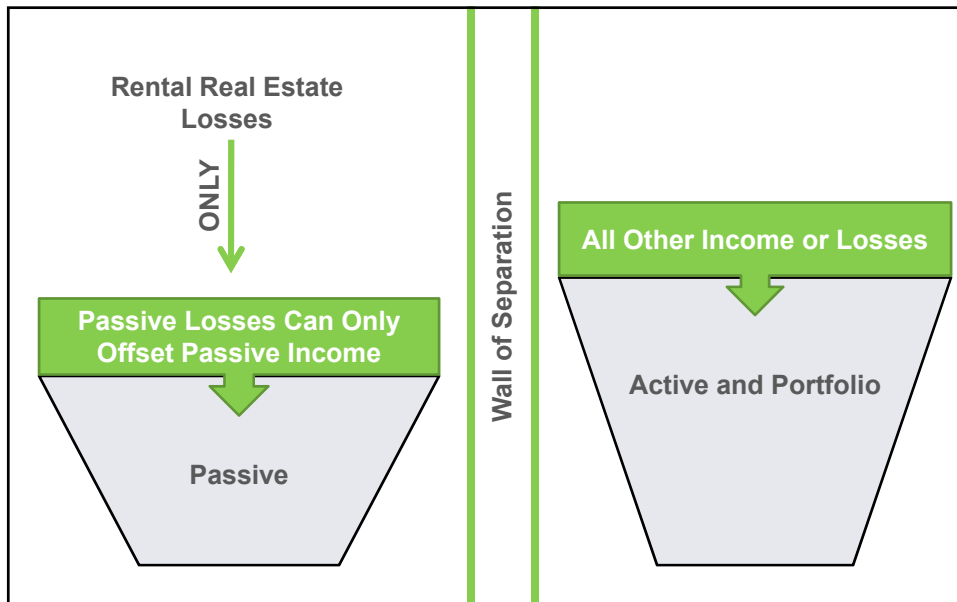 Rental Real Estate
Losses
ONLY
Passive Losses Can Only
Offset Passive Income
Passive
Wall of Separation
All Other Income or Losses
Active and Portfolio